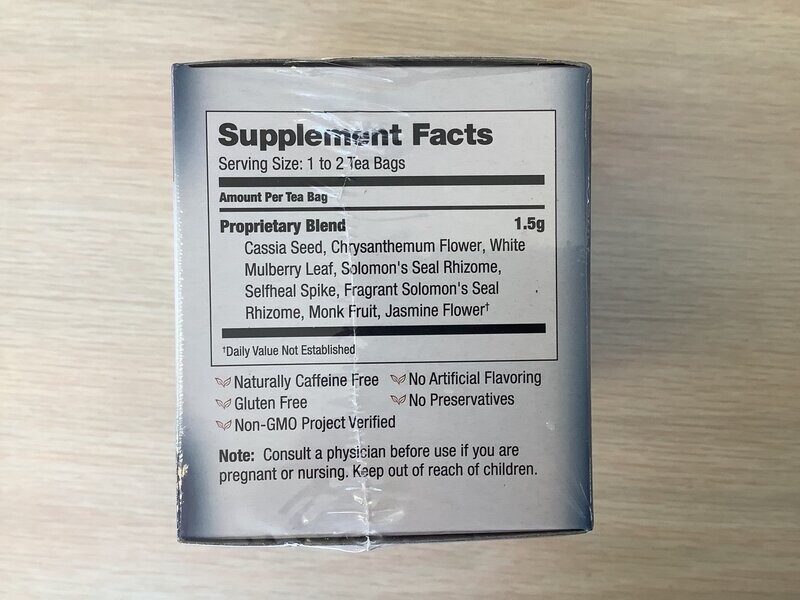 Supplement Facts
Serving Size: 1 to 2 Tea Bags
Amount Per Tea Bag
Proprietary Blend 1.5g
Cassia Seed, Chrysanthemum Flower, White
Mulberry Leaf, Solomon's Seal Rhizome,
Selfheal Spike, Fragrant Solomon's Seal
Rhizome, Monk Fruit, Jasmine Flower†
†Daily Value Not Established
Naturally Caffeine Free No Artificial Flavoring
Gluten Free No Preservatives
Non-GMO Project Verified
Note: Consult a physician before use if you are
pregnant or nursing. Keep out of reach of children.